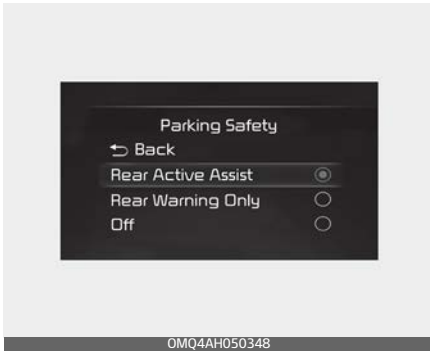 Parking Safety
Back
Rear Active Assist
Rear Warning Only
Off
OMQ4AH050348